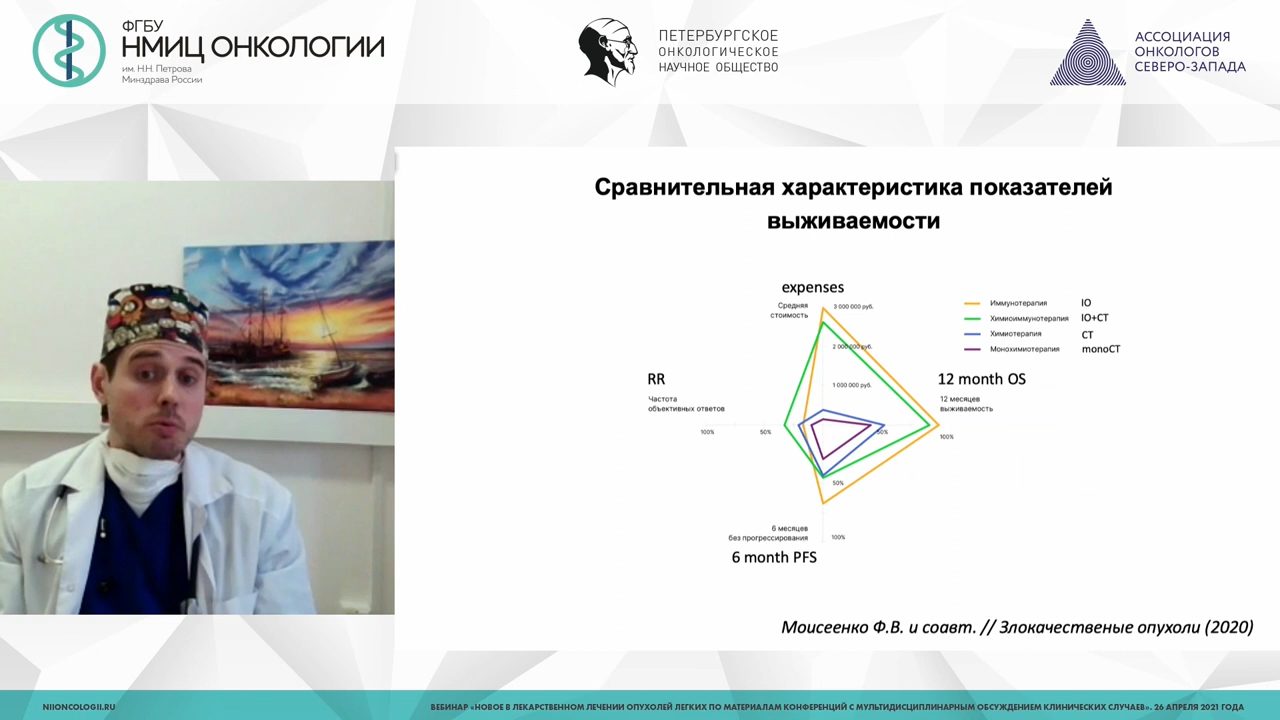 ФГБУ
НМИЦ ОНКОЛОГИИ
им. Н.Н. Петрова
Минздрава России
ПЕТЕРБУРГСКОЕ
ОНКОЛОГИЧЕСКОЕ
НАУЧНОЕ ОБЩЕСТВО
АССОЦИАЦИЯ
ОНКОЛОГОВ
СЕВЕРО-ЗАПАДА
Сравнительная характеристика показателей
выживаемости
expenses
Средняя
стоимость
3 000 000 руб.
2 000 000 руб.
1 000 000 руб.
Иммунотерапия IO
Химиоиммунотерапия IO+CT
Химиотерапия CT
Монохимиотерапия monoCT
RR
Частота
объективных ответов
100%
50%
12 month OS
12 месяцев
выживаемость
50%
100%
50%
6 месяцев
без прогрессирования
100%
6 month PFS
Моисеенко Ф.В. и соавт. // Злокачественые опухоли (2020)
NIIONCOLOGII.RU
ВЕБИНАР «НОВОЕ В ЛЕКАРСТВЕННОМ ЛЕЧЕНИИ ОПУХОЛЕЙ ЛЕГКИХ ПО МАТЕРИАЛАМ КОНФЕРЕНЦИЙ С МУЛЬТИДИСЦИПЛИНАРНЫМ ОБСУЖДЕНИЕМ КЛИНИЧЕСКИХ СЛУЧАЕВ». 26 АПРЕЛЯ 2021 ГОДА